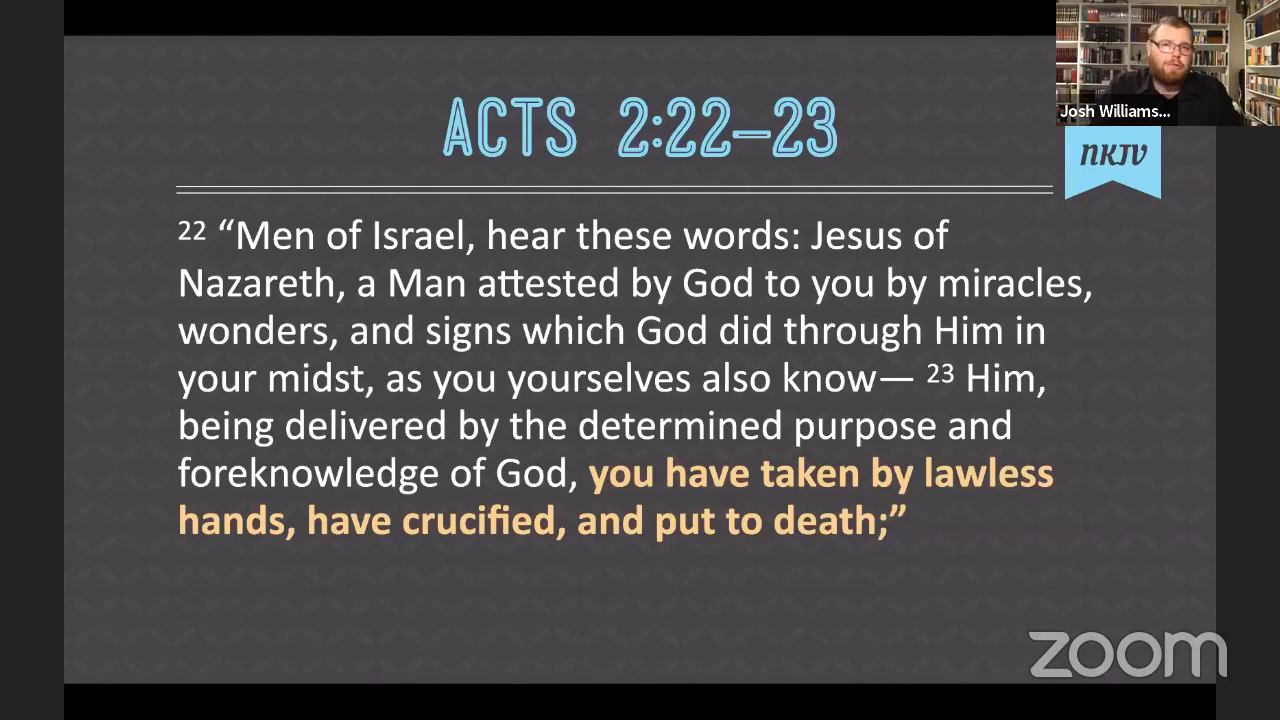 Josh Williams...
ACTS 2:22–23
NKJV
22 “Men of Israel, hear these words: Jesus of
Nazareth, a Man attested by God to you by miracles,
wonders, and signs which God did through Him in
your midst, as you yourselves also know— 23 Him,
being delivered by the determined purpose and
foreknowledge of God, you have taken by lawless
hands, have crucified, and put to death;”
zoom